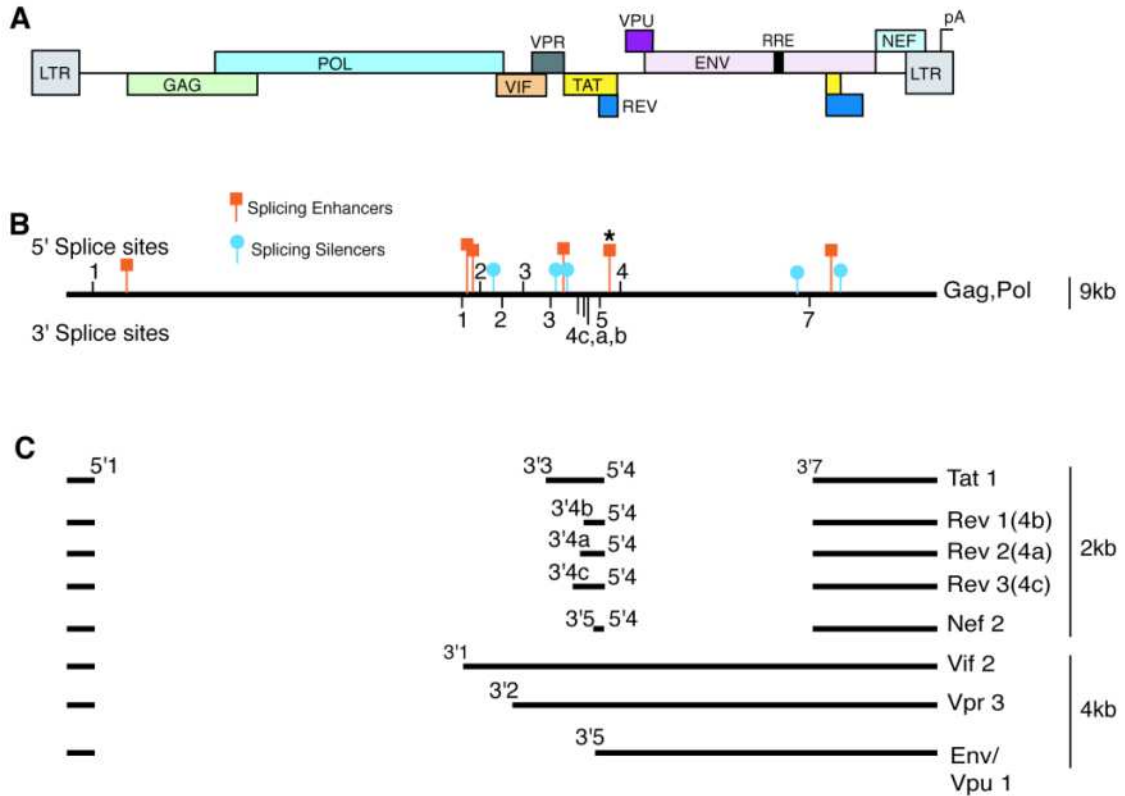 A
LTR
GAG
POL
VIF
VPR
TAT
REV
VPU
ENV
RRE
NEF
LTR
pA
B
Splicing Enhancers
Splicing Silencers
5' Splice sites
1
2
3
*
4
Gag,Pol
9kb
3' Splice sites
1
2
3
4c,a,b
5
7
C
5'1
3'3 5'4 3'7 Tat 1
3'4b 5'4 Rev 1(4b)
3'4a 5'4 Rev 2(4a)
3'4c 5'4 Rev 3(4c)
3'5 5'4 Nef 2
2kb
3'1 Vif 2
3'2 Vpr 3
3'5 Env/
Vpu 1
4kb